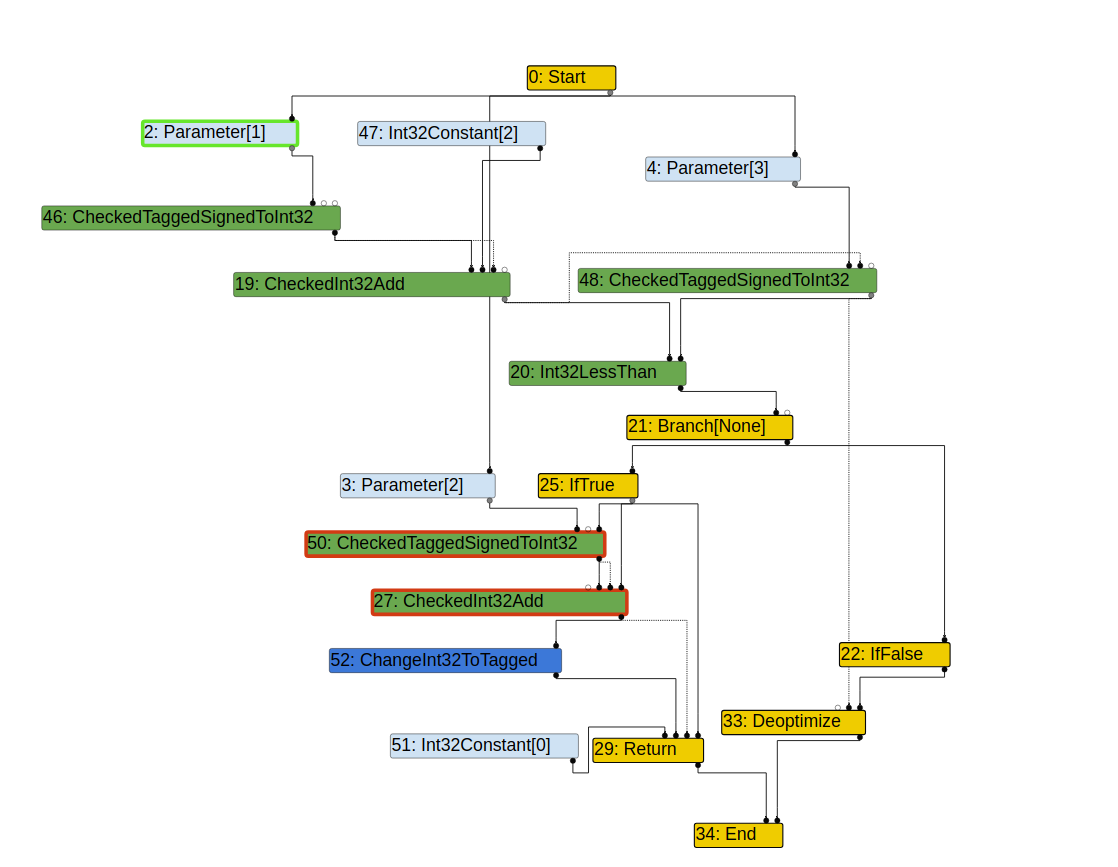 0: Start
2: Parameter[1]
47: Int32Constant[2]
4: Parameter[3]
46: CheckedTaggedSignedToInt32
19: CheckedInt32Add
48: CheckedTaggedSignedToInt32
20: Int32LessThan
21: Branch[None]
3: Parameter[2]
25: IfTrue
50: CheckedTaggedSignedToInt32
27: CheckedInt32Add
52: ChangeInt32ToTagged
22: IfFalse
33: Deoptimize
51: Int32Constant[0]
29: Return
34: End